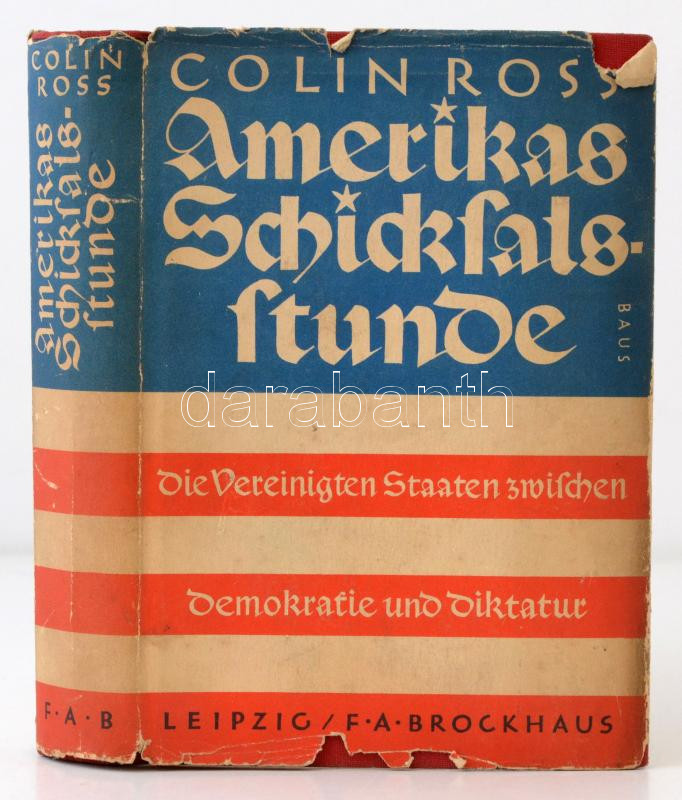 COLIN
ROSS
Amerikas
Schickſals-
ſtunde
F·A·B
COLIN ROSS
Amerikas
Schickſals-
ſtunde
BAUS
darabanth
Die Vereinigten Staaten zwiſchen
Demokratie und Diktatur
LEIPZIG / F·A·BROCKHAUS